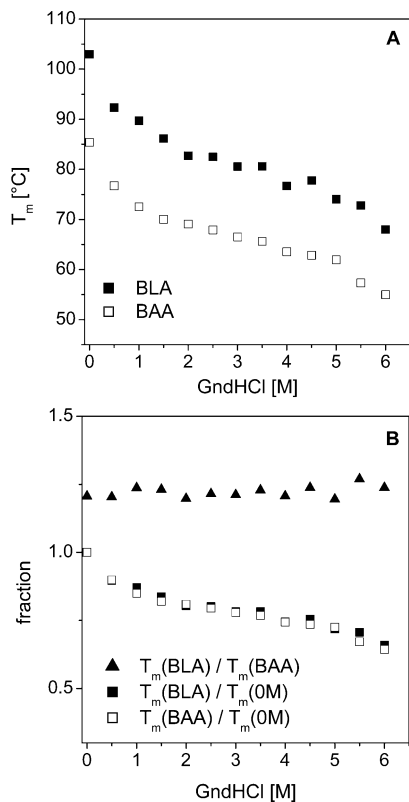 A
110
100
90
80
70
60
50
T_m [°C]
BLA
BAA
0 1 2 3 4 5 6
GndHCl [M]
B
1.5
1.0
0.5
fraction
T_m(BLA) / T_m(BAA)
T_m(BLA) / T_m(0M)
T_m(BAA) / T_m(0M)
0 1 2 3 4 5 6
GndHCl [M]